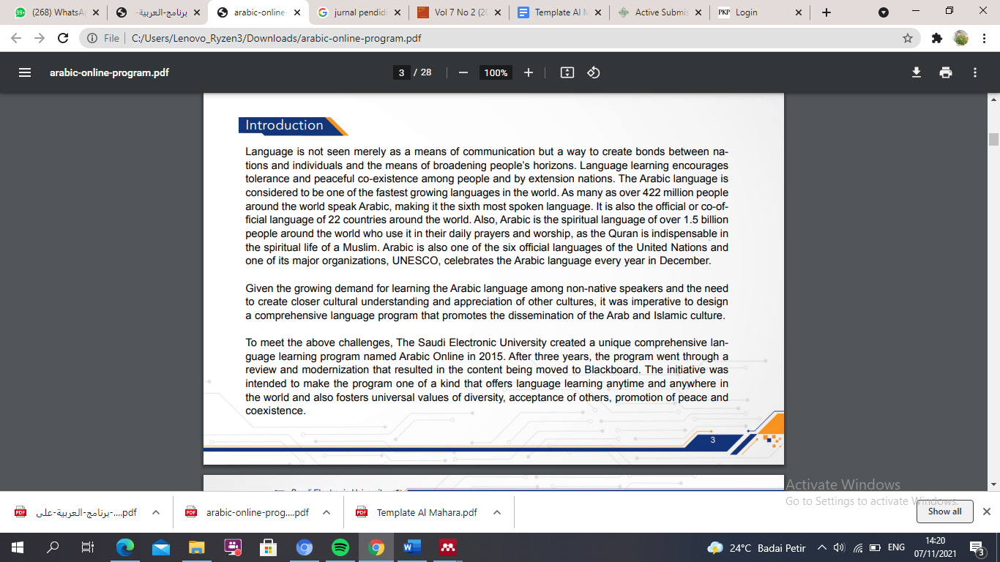 (268) WhatsA
برنامج-العربية-
arabic-online-
jurnal pendidi
Vol 7 No 2 (20
Template Al M
Active Submis
PKP Login
File C:/Users/Lenovo_Ryzen3/Downloads/arabic-online-program.pdf
arabic-online-program.pdf
3 / 28
100%
Introduction
Language is not seen merely as a means of communication but a way to create bonds between na-
tions and individuals and the means of broadening people's horizons. Language learning encourages
tolerance and peaceful co-existence among people and by extension nations. The Arabic language is
considered to be one of the fastest growing languages in the world. As many as over 422 million people
around the world speak Arabic, making it the sixth most spoken language. It is also the official or co-of-
ficial language of 22 countries around the world. Also, Arabic is the spiritual language of over 1.5 billion
people around the world who use it in their daily prayers and worship, as the Quran is indispensable in
the spiritual life of a Muslim. Arabic is also one of the six official languages of the United Nations and
one of its major organizations, UNESCO, celebrates the Arabic language every year in December.
Given the growing demand for learning the Arabic language among non-native speakers and the need
to create closer cultural understanding and appreciation of other cultures, it was imperative to design
a comprehensive language program that promotes the dissemination of the Arab and Islamic culture.
To meet the above challenges, The Saudi Electronic University created a unique comprehensive lan-
guage learning program named Arabic Online in 2015. After three years, the program went through a
review and modernization that resulted in the content being moved to Blackboard. The initiative was
intended to make the program one of a kind that offers language learning anytime and anywhere in
the world and also fosters universal values of diversity, acceptance of others, promotion of peace and
coexistence.
3
Activate Windows
Go to Settings to activate Windows.
برنامج-العربية-على-....pdf
arabic-online-prog....pdf
Template Al Mahara.pdf
Show all
24°C Badai Petir
ENG
14:20
07/11/2021
3